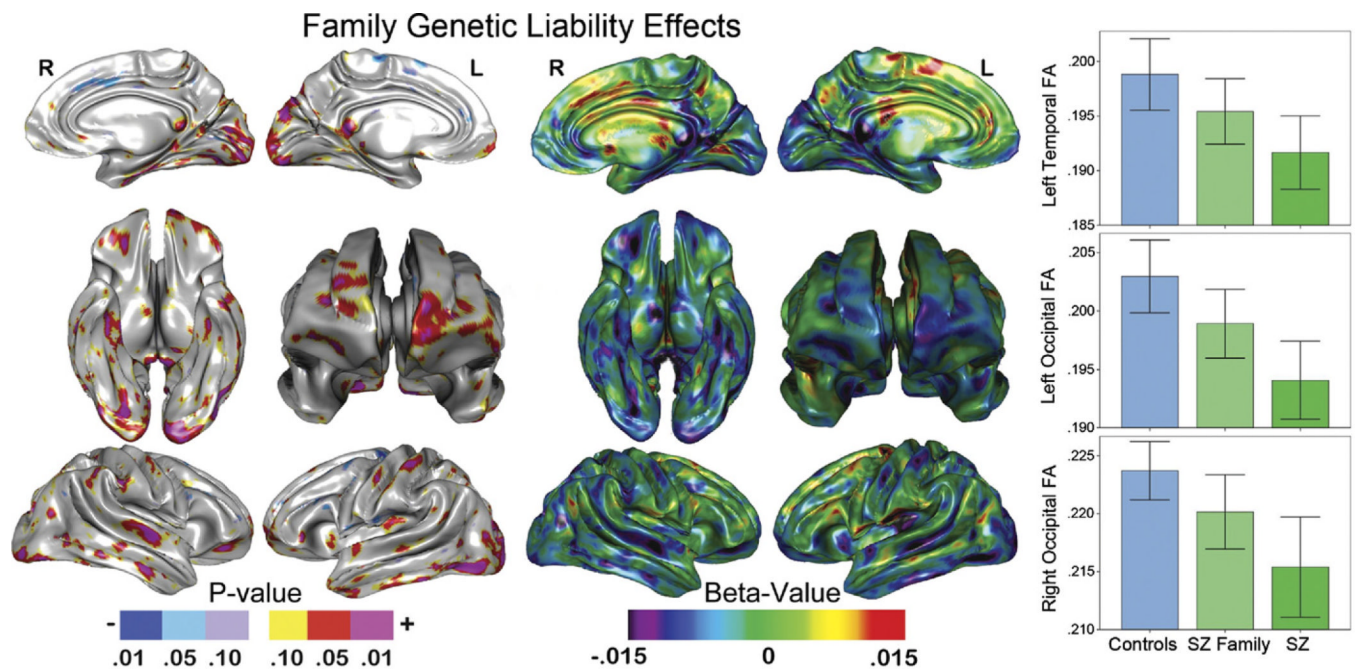 Family Genetic Liability Effects
R
L
R
L
P-value
- +
.01 .05 .10 .10 .05 .01
Beta-Value
-.015 0 .015
Left Temporal FA
.200
.195
.190
.185
Left Occipital FA
.205
.200
.195
.190
Right Occipital FA
.225
.220
.215
.210
Controls SZ Family SZ